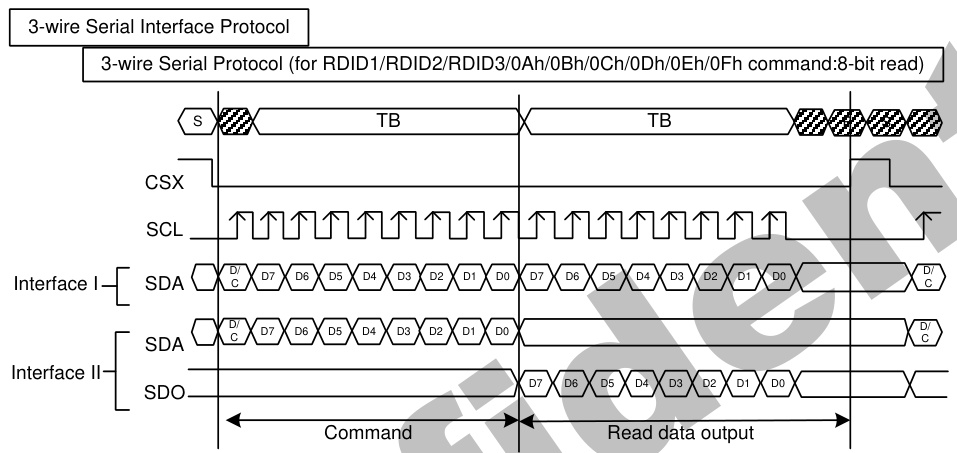 3-wire Serial Interface Protocol
3-wire Serial Protocol (for RDID1/RDID2/RDID3/0Ah/0Bh/0Ch/0Dh/0Eh/0Fh command:8-bit read)
S TB TB
CSX
SCL
Interface I SDA D/C D7 D6 D5 D4 D3 D2 D1 D0 D7 D6 D5 D4 D3 D2 D1 D0 D/C
Interface II
SDA D/C D7 D6 D5 D4 D3 D2 D1 D0 D/C
SDO D7 D6 D5 D4 D3 D2 D1 D0
Command Read data output
fident